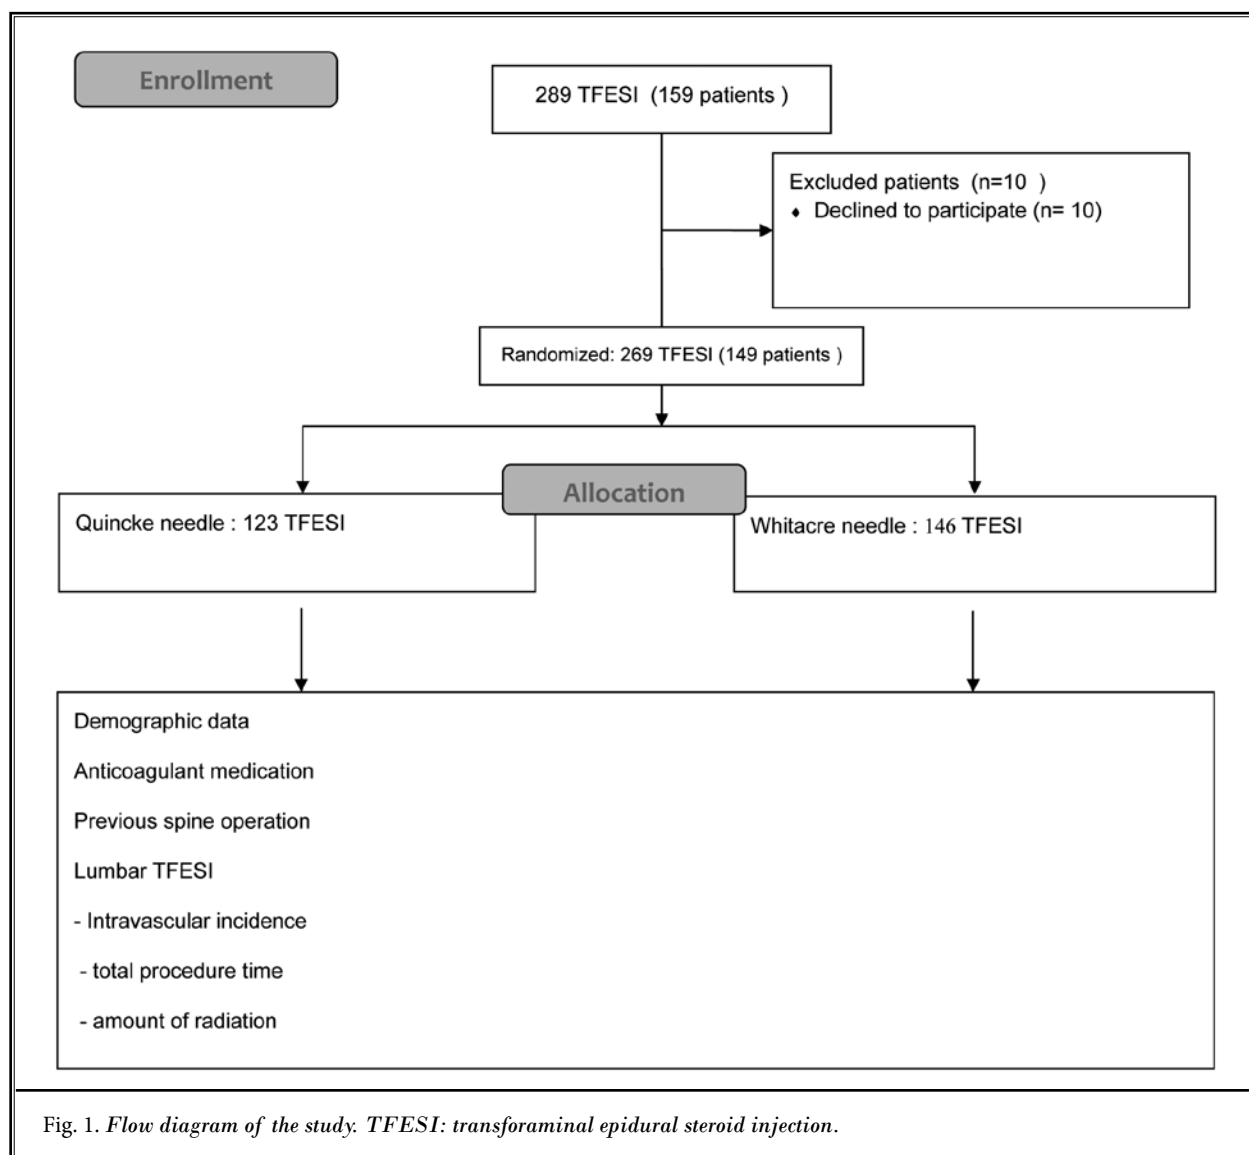 Enrollment
289 TFESI (159 patients )
Excluded patients (n=10 )
♦ Declined to participate (n= 10)
Randomized: 269 TFESI (149 patients )
Allocation
Quincke needle : 123 TFESI
Whitacre needle : 146 TFESI
Demographic data
Anticoagulant medication
Previous spine operation
Lumbar TFESI
- Intravascular incidence
- total procedure time
- amount of radiation
Fig. 1. Flow diagram of the study. TFESI: transforaminal epidural steroid injection.